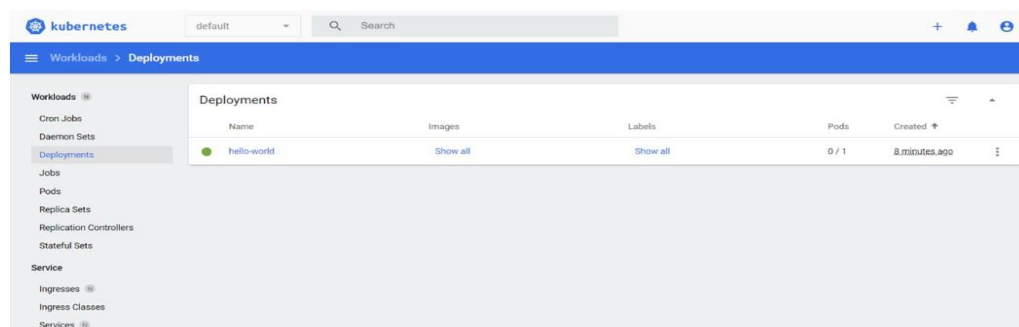 kubernetes
default
Search
Workloads > Deployments
Workloads N
Cron Jobs
Daemon Sets
Deployments
Jobs
Pods
Replica Sets
Replication Controllers
Stateful Sets
Service
Ingresses N
Ingress Classes
Services N
Deployments
Name Images Labels Pods Created
hello-world Show all Show all 0 / 1 8 minutes ago